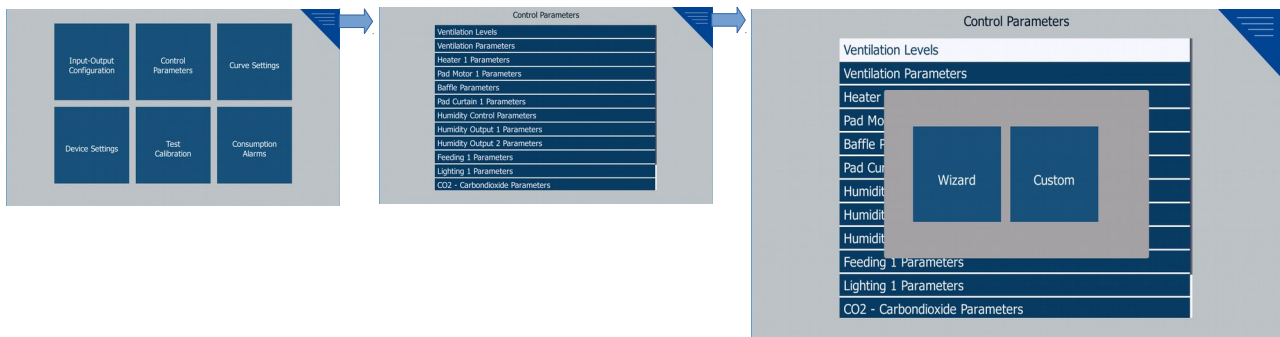 Input-Output
Configuration
Control
Parameters
Curve Settings
Device Settings
Test
Calibration
Consumption
Alarms
Control Parameters
Ventilation Levels
Ventilation Parameters
Heater 1 Parameters
Pad Motor 1 Parameters
Baffle Parameters
Pad Curtain 1 Parameters
Humidity Control Parameters
Humidity Output 1 Parameters
Humidity Output 2 Parameters
Feeding 1 Parameters
Lighting 1 Parameters
CO2 - Carbondioxide Parameters
Control Parameters
Ventilation Levels
Ventilation Parameters
Heater
Pad Mo
Baffle P
Pad Cur
Humidit
Humidit
Humidit
Wizard
Custom
Feeding 1 Parameters
Lighting 1 Parameters
CO2 - Carbondioxide Parameters